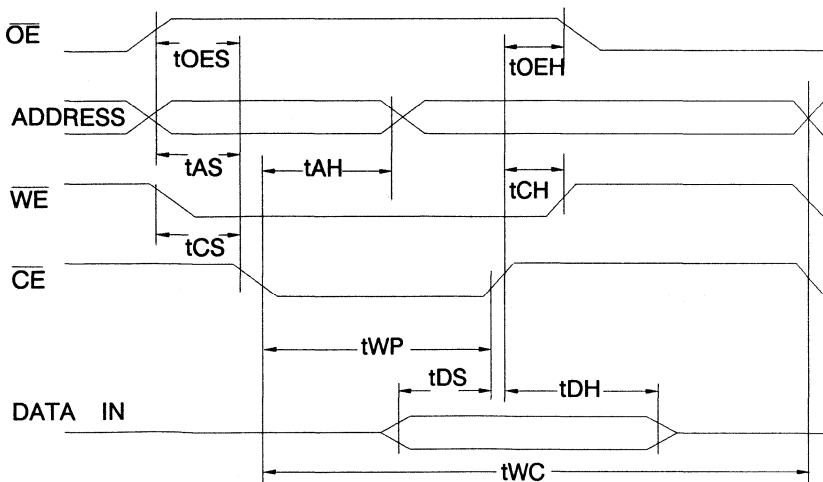 OE
tOES
tOEH
ADDRESS
tAS
tAH
tCH
WE
tCS
CE
tWP
tDS
tDH
DATA IN
tWC